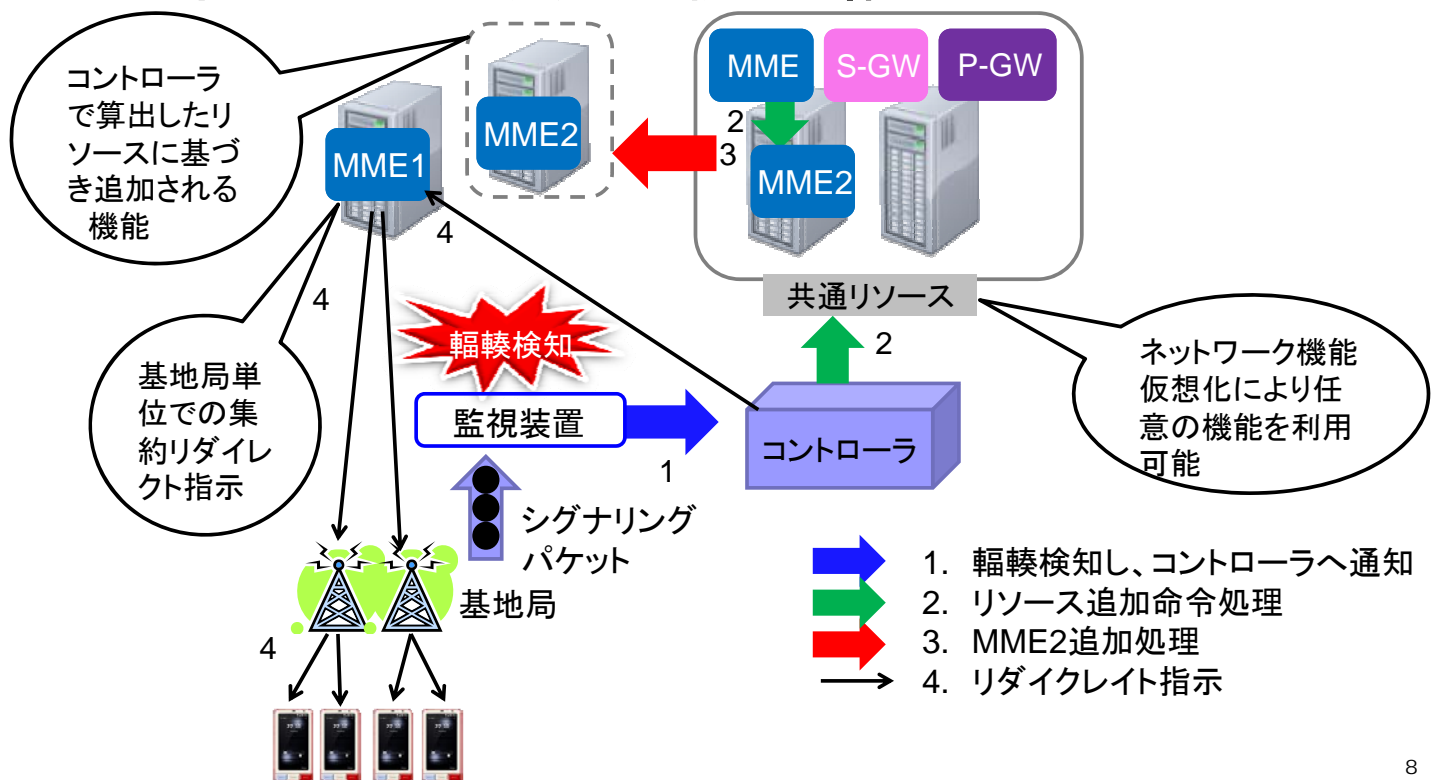 コントローラ
で算出したリ
ソースに基づ
き追加される
機能
MME1
MME2
MME
S-GW
P-GW
2
3
MME2
共通リソース
4
4
輻輳検知
監視装置
1
2
コントローラ
ネットワーク機能
仮想化により任
意の機能を利用
可能
基地局単
位での集
約リダイレ
クト指示
シグナリング
パケット
基地局
4
1. 輻輳検知し、コントローラへ通知
2. リソース追加命令処理
3. MME2追加処理
4. リダイクレイト指示
8